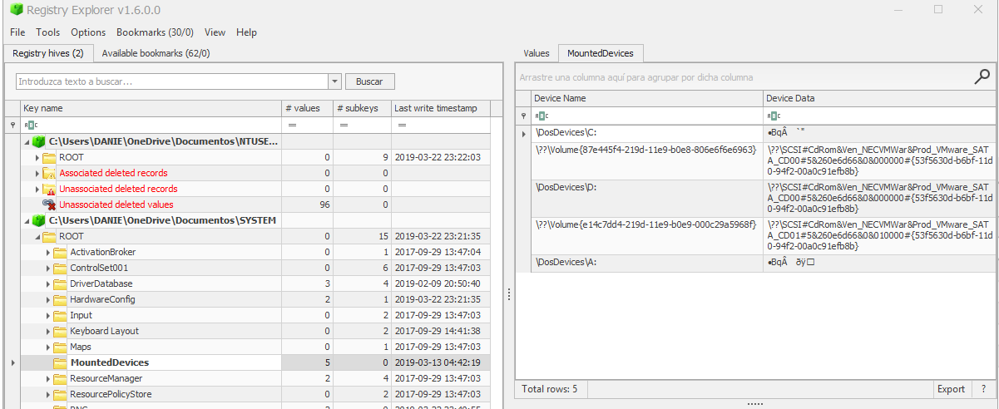 Registry Explorer v1.6.0.0
File Tools Options Bookmarks (30/0) View Help
Registry hives (2) Available bookmarks (62/0)
Introduzca texto a buscar... Buscar
Key name # values # subkeys Last write timestamp
= = =
C:\Users\DANIE\OneDrive\Documentos\NTUSE...
ROOT 0 9 2019-03-22 23:22:03
Associated deleted records 0 0
Unassociated deleted records 0 0
Unassociated deleted values 96 0
C:\Users\DANIE\OneDrive\Documentos\SYSTEM
ROOT 0 15 2019-03-22 23:21:35
ActivationBroker 0 1 2017-09-29 13:47:04
ControlSet001 0 6 2017-09-29 13:47:03
DriverDatabase 3 4 2019-02-09 20:50:40
HardwareConfig 2 1 2019-03-22 23:21:35
Input 0 2 2017-09-29 13:47:03
Keyboard Layout 0 2 2017-09-29 14:41:38
Maps 0 1 2017-09-29 13:47:03
MountedDevices 5 0 2019-03-13 04:42:19
ResourceManager 2 4 2017-09-29 13:47:03
ResourcePolicyStore 0 2 2017-09-29 13:47:03
Values MountedDevices
Arrastre una columna aquí para agrupar por dicha columna
Device Name Device Data
\DosDevices\C: •BqÂ `"
\??\Volume{87e445f4-219d-11e9-b0e8-806e6f6e6963} \??\SCSI#CdRom&Ven_NECVMWar&Prod_VMware_SAT
A_CD00#5&260e6d66&0&000000#{53f5630d-b6bf-11d
0-94f2-00a0c91efb8b}
\DosDevices\D: \??\SCSI#CdRom&Ven_NECVMWar&Prod_VMware_SAT
A_CD00#5&260e6d66&0&000000#{53f5630d-b6bf-11d
0-94f2-00a0c91efb8b}
\??\Volume{e14c7dd4-219d-11e9-b0e9-000c29a5968f} \??\SCSI#CdRom&Ven_NECVMWar&Prod_VMware_SAT
A_CD01#5&260e6d66&0&010000#{53f5630d-b6bf-11d
0-94f2-00a0c91efb8b}
\DosDevices\A: •BqÂ ðÿ□
Total rows: 5 Export ?